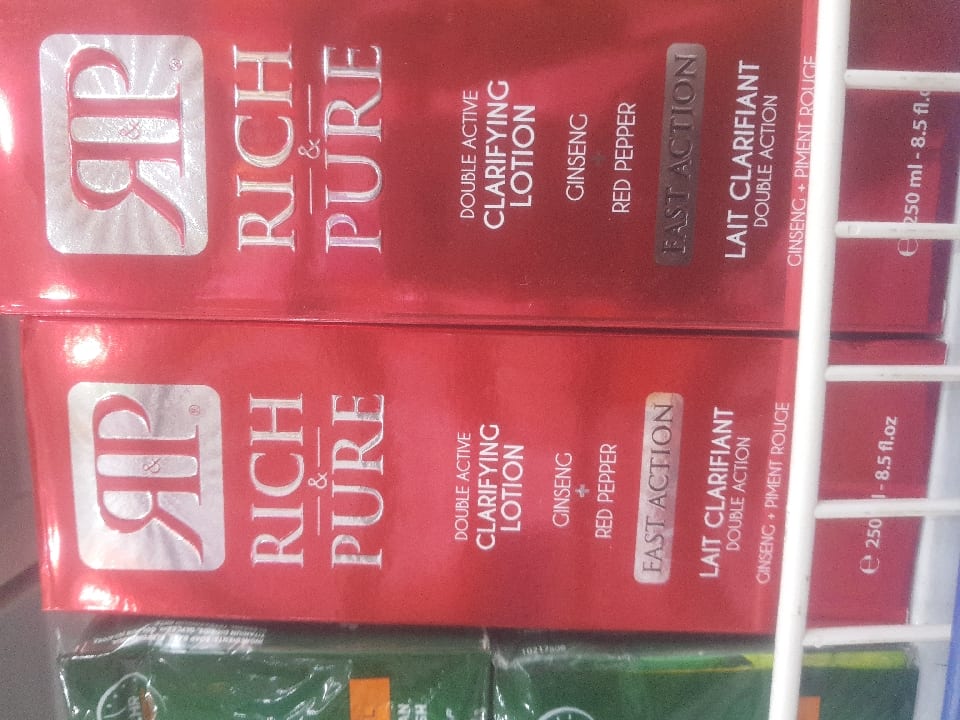 R&P
®
RICH
&
PURE
DOUBLE ACTIVE
CLARIFYING
LOTION
GINSENG
+
RED PEPPER
FAST ACTION
LAIT CLARIFIANT
DOUBLE ACTION
GINSENG + PIMENT ROUGE
℮ 250 ml - 8.5 fl.o
R&P
®
RICH
&
PURE
DOUBLE ACTIVE
CLARIFYING
LOTION
GINSENG
+
RED PEPPER
FAST ACTION
LAIT CLARIFIANT
DOUBLE ACTION
GINSENG + PIMENT ROUGE
℮ 250 l - 8.5 fl.oz